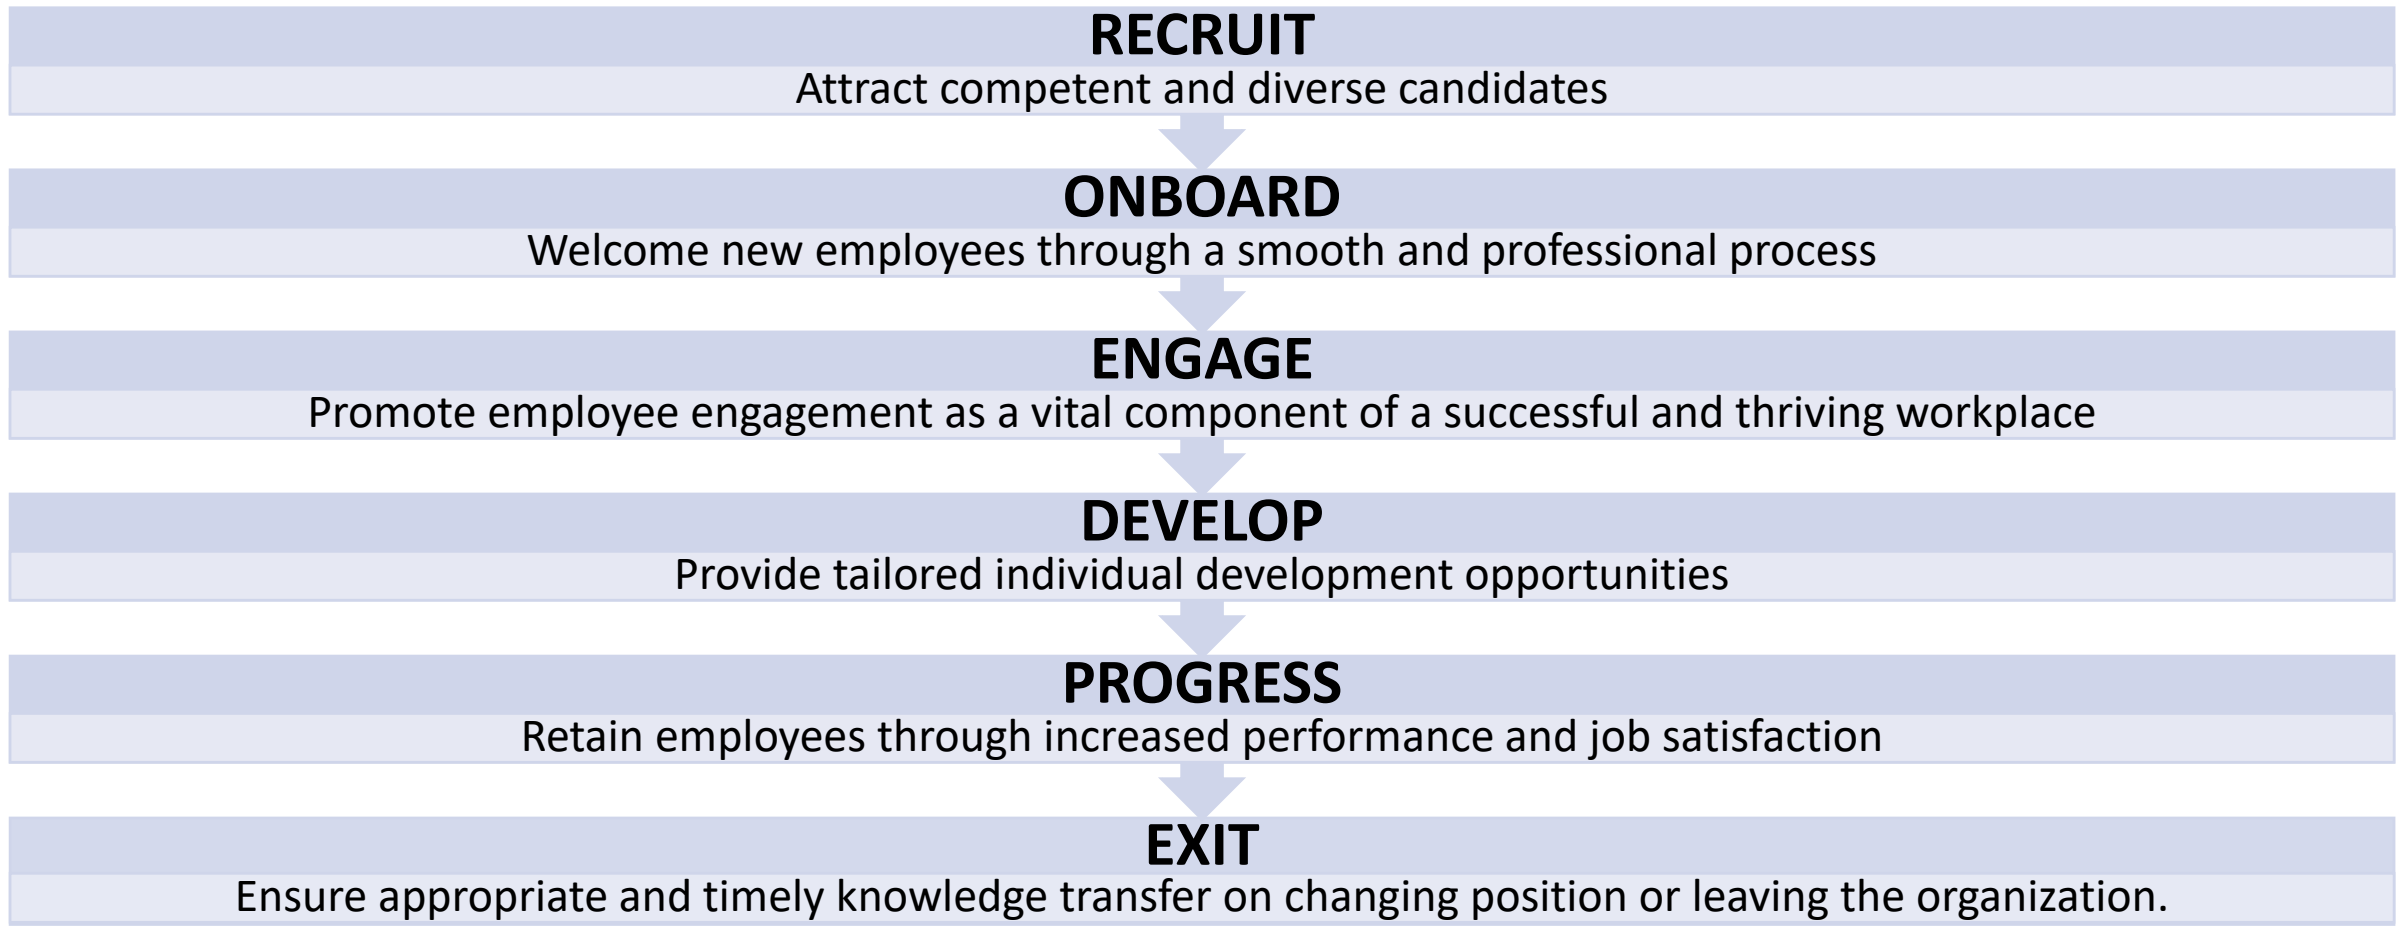 RECRUIT
Attract competent and diverse candidates
ONBOARD
Welcome new employees through a smooth and professional process
ENGAGE
Promote employee engagement as a vital component of a successful and thriving workplace
DEVELOP
Provide tailored individual development opportunities
PROGRESS
Retain employees through increased performance and job satisfaction
EXIT
Ensure appropriate and timely knowledge transfer on changing position or leaving the organization.